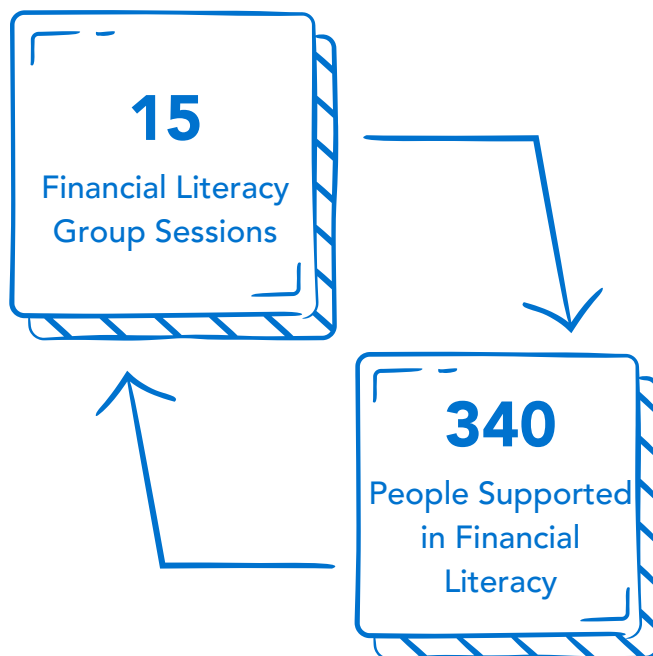 15
Financial Literacy
Group Sessions
340
People Supported
in Financial
Literacy